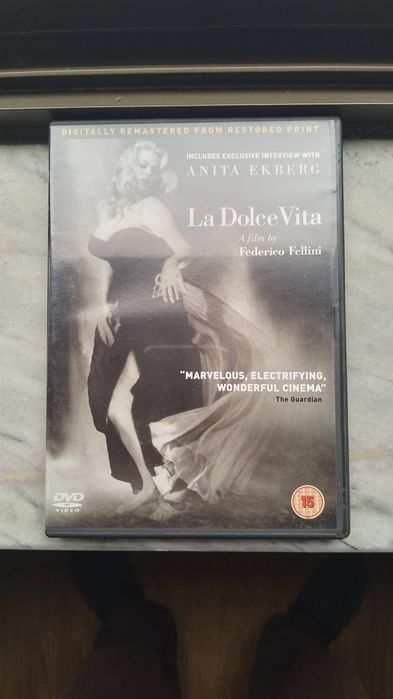 DIGITALLY REMASTERED FROM RESTORED PRINT
INCLUDES EXCLUSIVE INTERVIEW WITH
ANITA EKBERG
La Dolce Vita
A film by
Federico Fellini
"MARVELOUS, ELECTRIFYING,
WONDERFUL CINEMA"
The Guardian
DVD
VIDEO
15